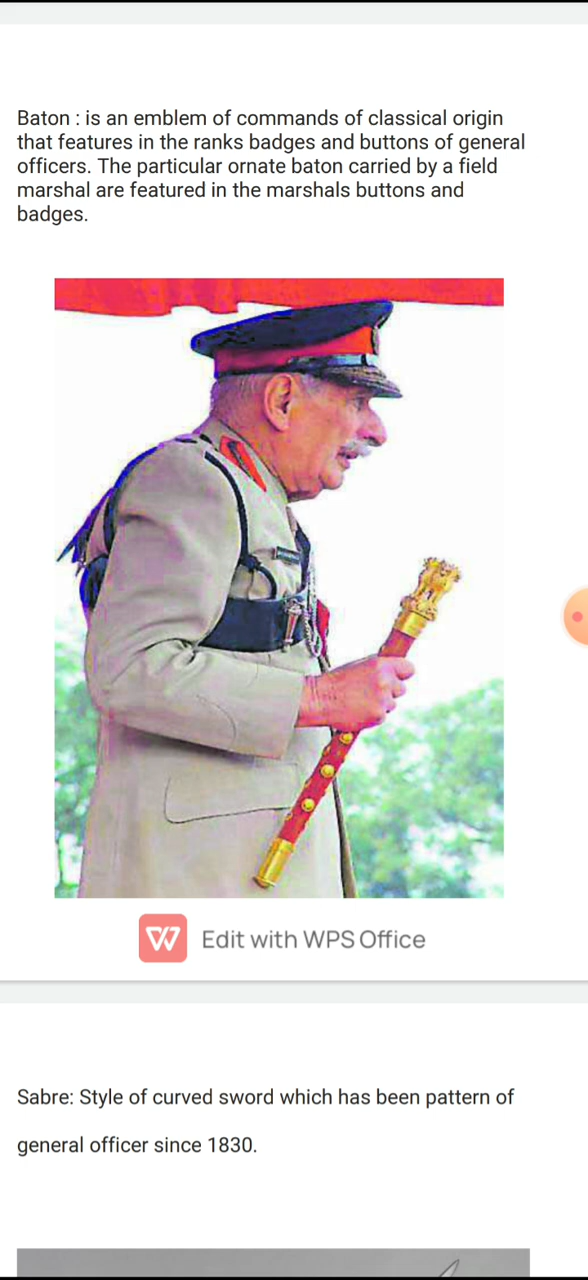 Baton : is an emblem of commands of classical origin
that features in the ranks badges and buttons of general
officers. The particular ornate baton carried by a field
marshal are featured in the marshals buttons and
badges.
Edit with WPS Office
Sabre: Style of curved sword which has been pattern of
general officer since 1830.